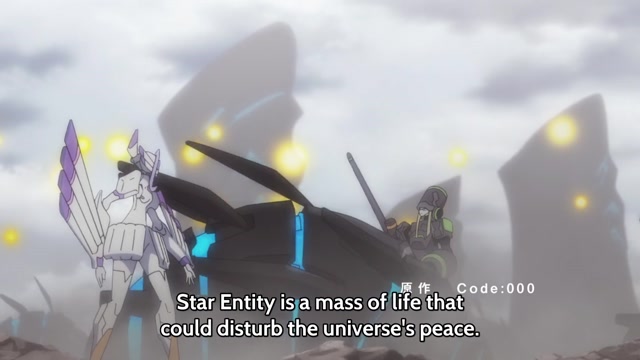 原作 Code:000
Star Entity is a mass of life that
could disturb the universe's peace.